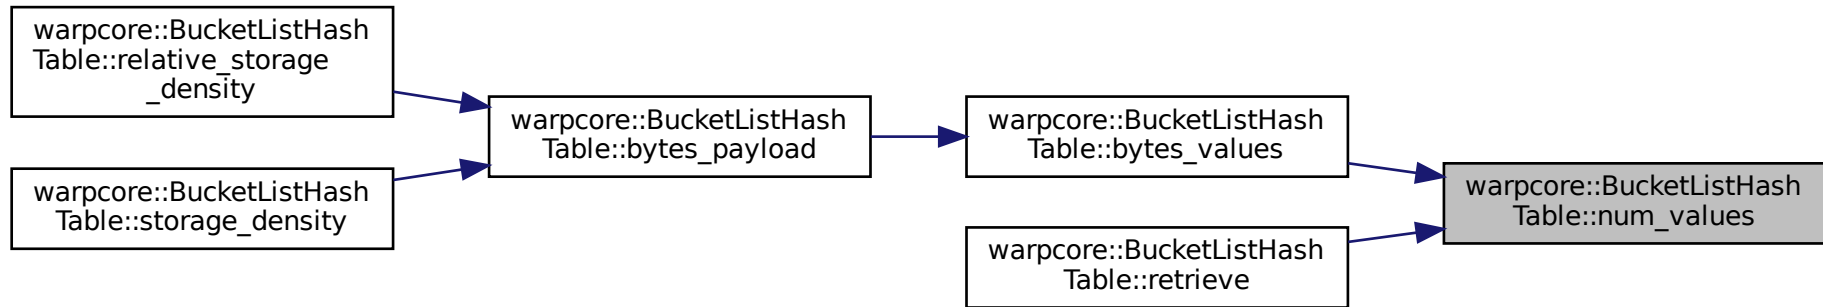 warpcore::BucketListHash
Table::relative_storage
_density
warpcore::BucketListHash
Table::storage_density
warpcore::BucketListHash
Table::bytes_payload
warpcore::BucketListHash
Table::bytes_values
warpcore::BucketListHash
Table::retrieve
warpcore::BucketListHash
Table::num_values